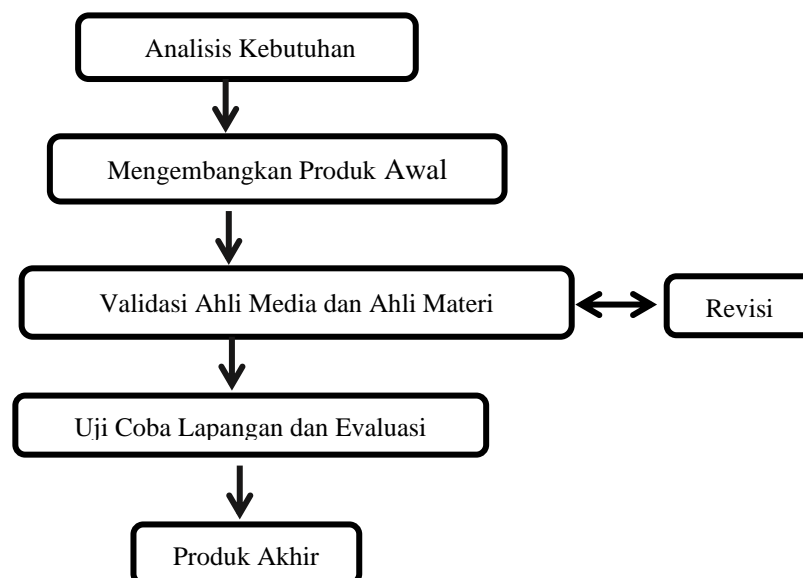 Analisis Kebutuhan
Mengembangkan Produk Awal
Validasi Ahli Media dan Ahli Materi
Revisi
Uji Coba Lapangan dan Evaluasi
Produk Akhir